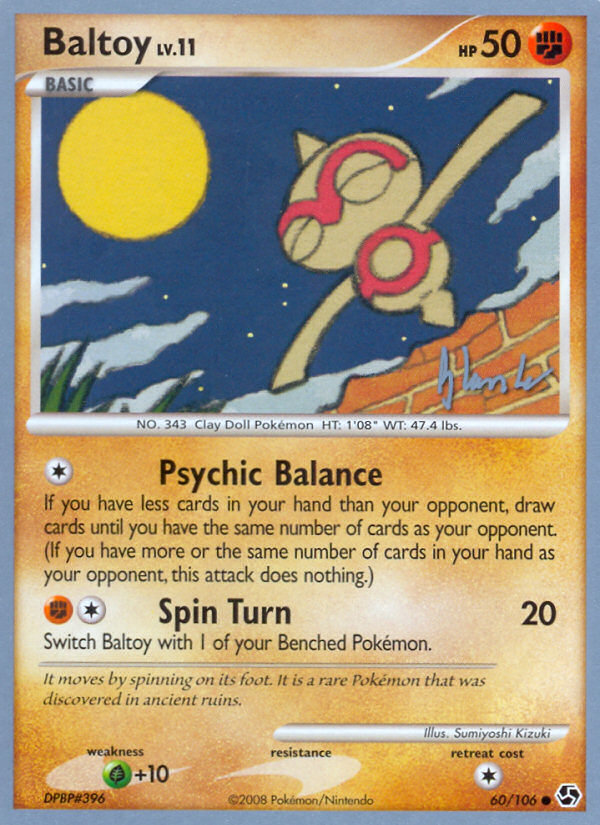 Baltoy LV.11
HP 50
BASIC
NO. 343 Clay Doll Pokémon HT: 1'08" WT: 47.4 lbs.
Psychic Balance
If you have less cards in your hand than your opponent, draw
cards until you have the same number of cards as your opponent.
(If you have more or the same number of cards in your hand as
your opponent, this attack does nothing.)
Spin Turn 20
Switch Baltoy with 1 of your Benched Pokémon.
It moves by spinning on its foot. It is a rare Pokémon that was
discovered in ancient ruins.
Illus. Sumiyoshi Kizuki
weakness resistance retreat cost
+10
DPBP#396 ©2008 Pokémon/Nintendo 60/106